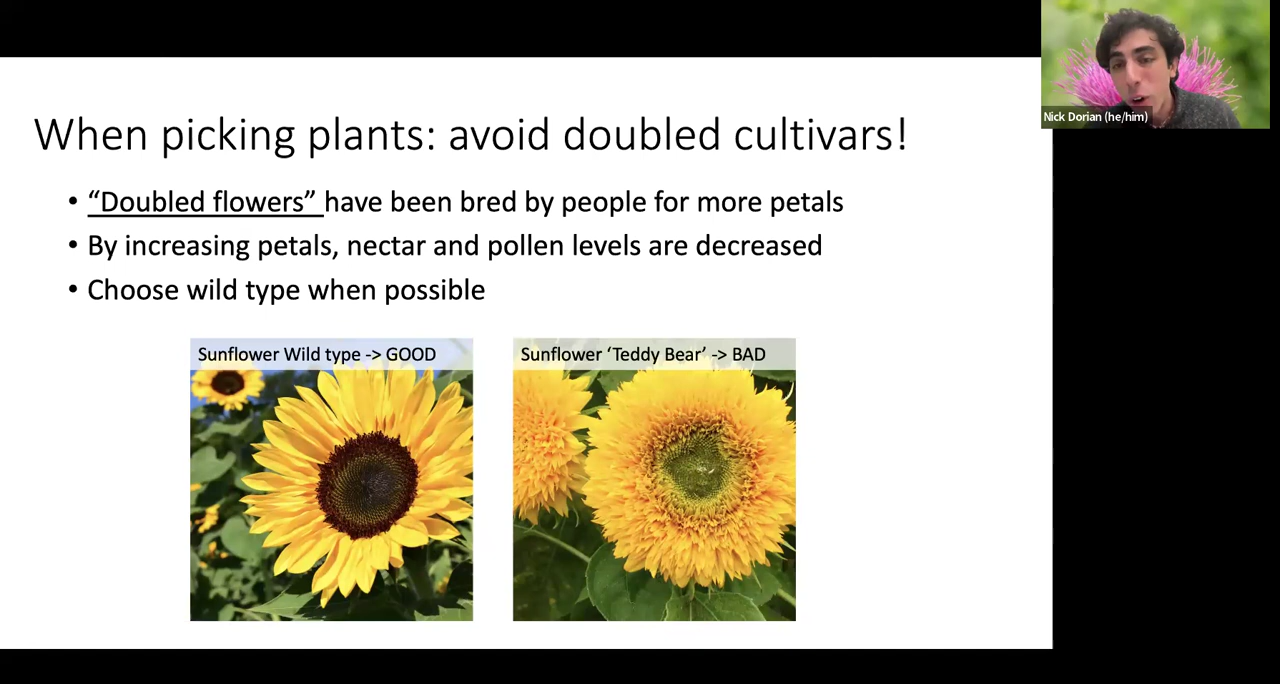 When picking plants: avoid doubled cultivars!
• “Doubled flowers” have been bred by people for more petals
• By increasing petals, nectar and pollen levels are decreased
• Choose wild type when possible
Sunflower Wild type -> GOOD
Sunflower ‘Teddy Bear’ -> BAD
Nick Dorian (he/him)